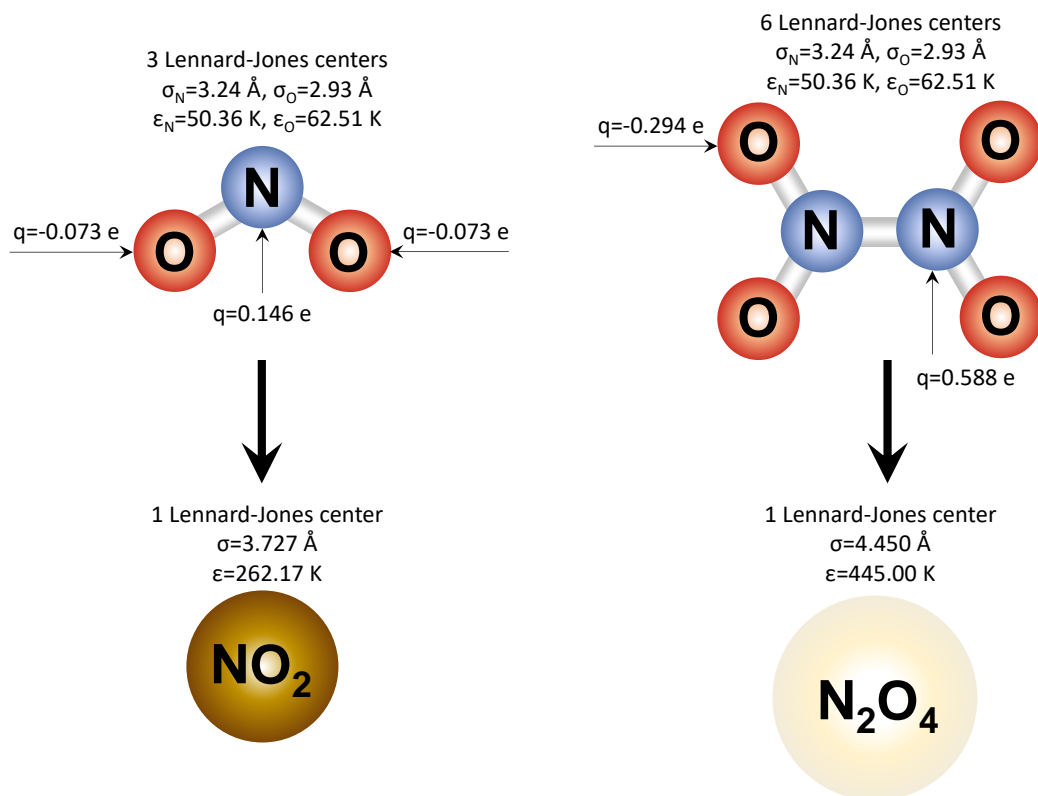 3 Lennard-Jones centers
σN=3.24 Å, σO=2.93 Å
εN=50.36 K, εO=62.51 K
N
O
O
q=-0.073 e
q=-0.073 e
q=0.146 e
1 Lennard-Jones center
σ=3.727 Å
ε=262.17 K
NO2
6 Lennard-Jones centers
σN=3.24 Å, σO=2.93 Å
εN=50.36 K, εO=62.51 K
q=-0.294 e
O
O
N
N
O
O
q=0.588 e
1 Lennard-Jones center
σ=4.450 Å
ε=445.00 K
N2O4